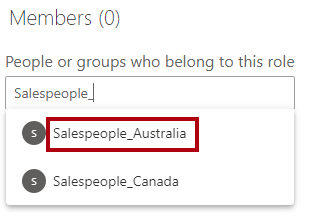 Members (0)
People or groups who belong to this role
Salespeople_
S Salespeople_Australia
S Salespeople_Canada